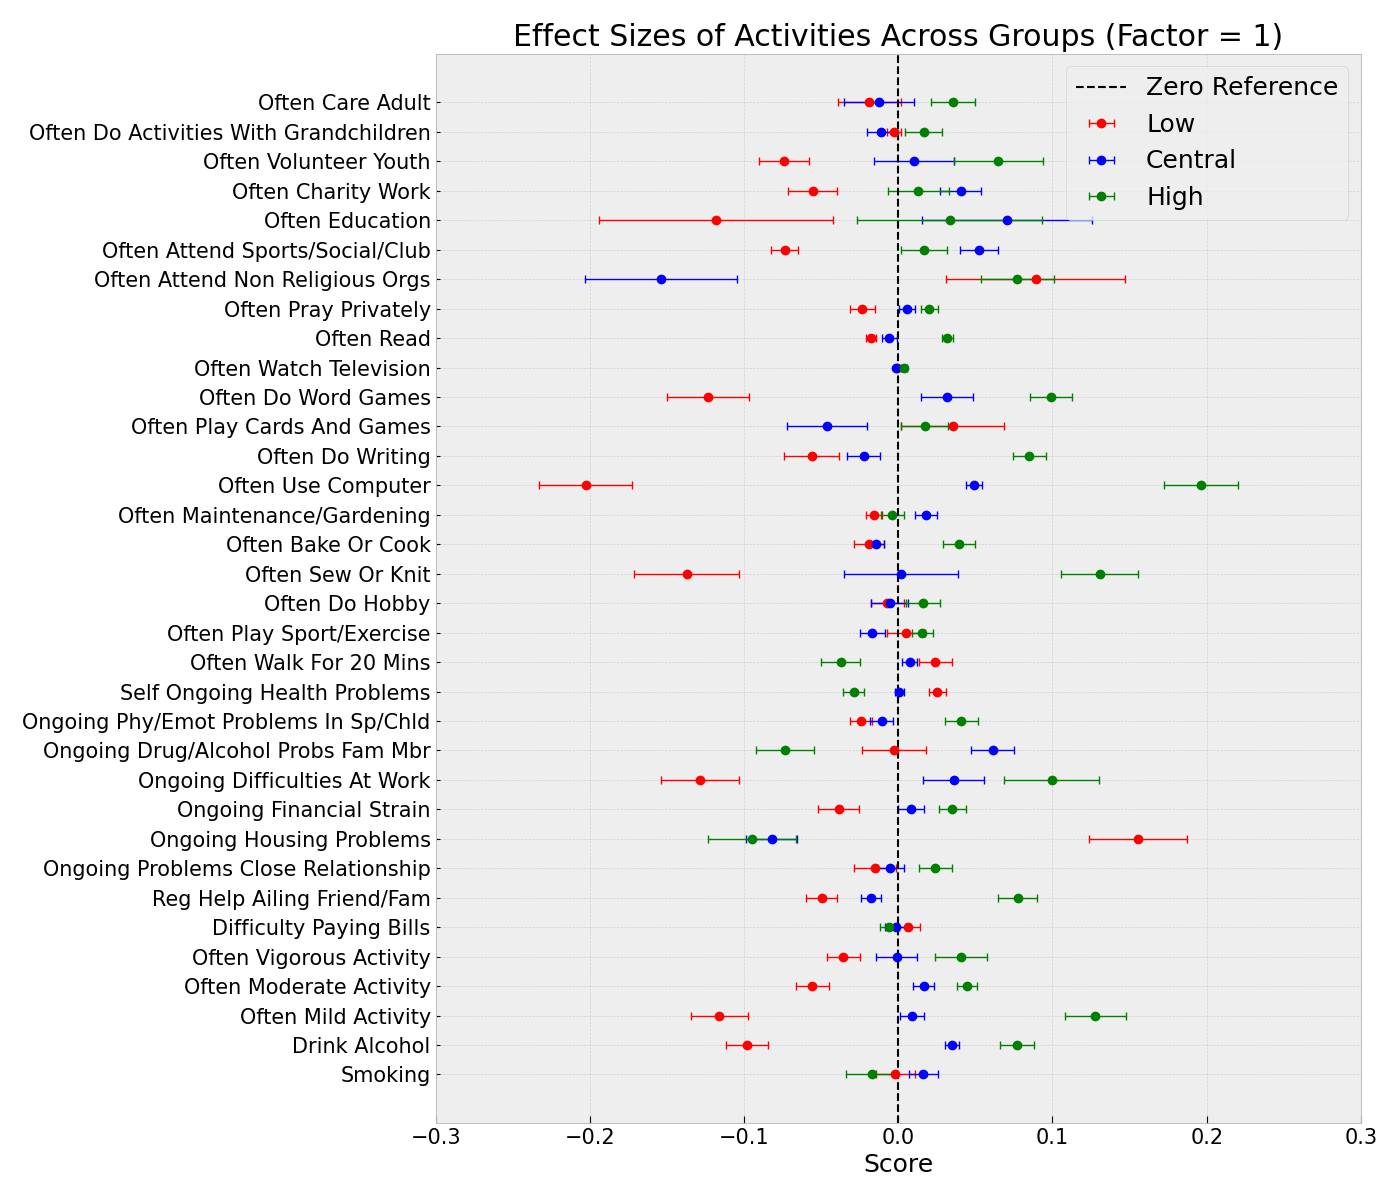 Effect Sizes of Activities Across Groups (Factor = 1)
Zero Reference
Low
Central
High
Often Care Adult
Often Do Activities With Grandchildren
Often Volunteer Youth
Often Charity Work
Often Education
Often Attend Sports/Social/Club
Often Attend Non Religious Orgs
Often Pray Privately
Often Read
Often Watch Television
Often Do Word Games
Often Play Cards And Games
Often Do Writing
Often Use Computer
Often Maintenance/Gardening
Often Bake Or Cook
Often Sew Or Knit
Often Do Hobby
Often Play Sport/Exercise
Often Walk For 20 Mins
Self Ongoing Health Problems
Ongoing Phy/Emot Problems In Sp/Chld
Ongoing Drug/Alcohol Probs Fam Mbr
Ongoing Difficulties At Work
Ongoing Financial Strain
Ongoing Housing Problems
Ongoing Problems Close Relationship
Reg Help Ailing Friend/Fam
Difficulty Paying Bills
Often Vigorous Activity
Often Moderate Activity
Often Mild Activity
Drink Alcohol
Smoking
−0.3 −0.2 −0.1 0.0 0.1 0.2 0.3
Score